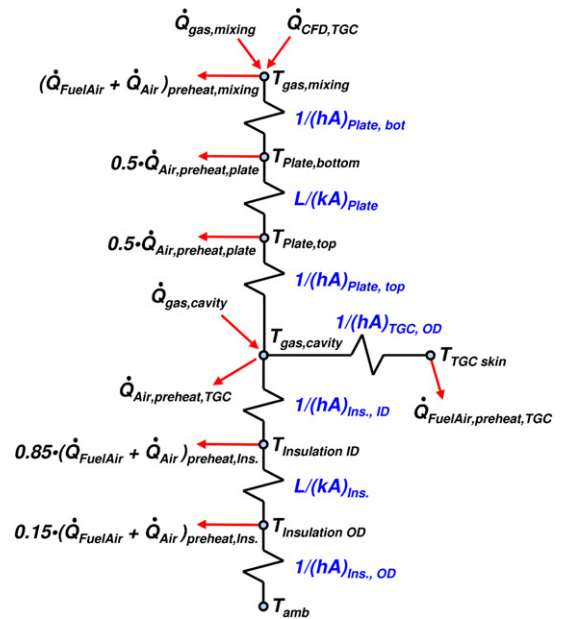 Q̇gas,mixing Q̇CFD,TGC
(Q̇FuelAir + Q̇Air)preheat,mixing Tgas,mixing
1/(hA)Plate, bot
0.5•Q̇Air,preheat,plate TPlate,bottom
L/(kA)Plate
0.5•Q̇Air,preheat,plate TPlate,top
1/(hA)Plate, top
Q̇gas,cavity
Tgas,cavity 1/(hA)TGC, OD
TTGC skin
Q̇Air,preheat,TGC
1/(hA)Ins., ID
Q̇FuelAir,preheat,TGC
0.85•(Q̇FuelAir + Q̇Air)preheat,Ins. TInsulation ID
L/(kA)Ins.
0.15•(Q̇FuelAir + Q̇Air)preheat,Ins. TInsulation OD
1/(hA)Ins., OD
Tamb